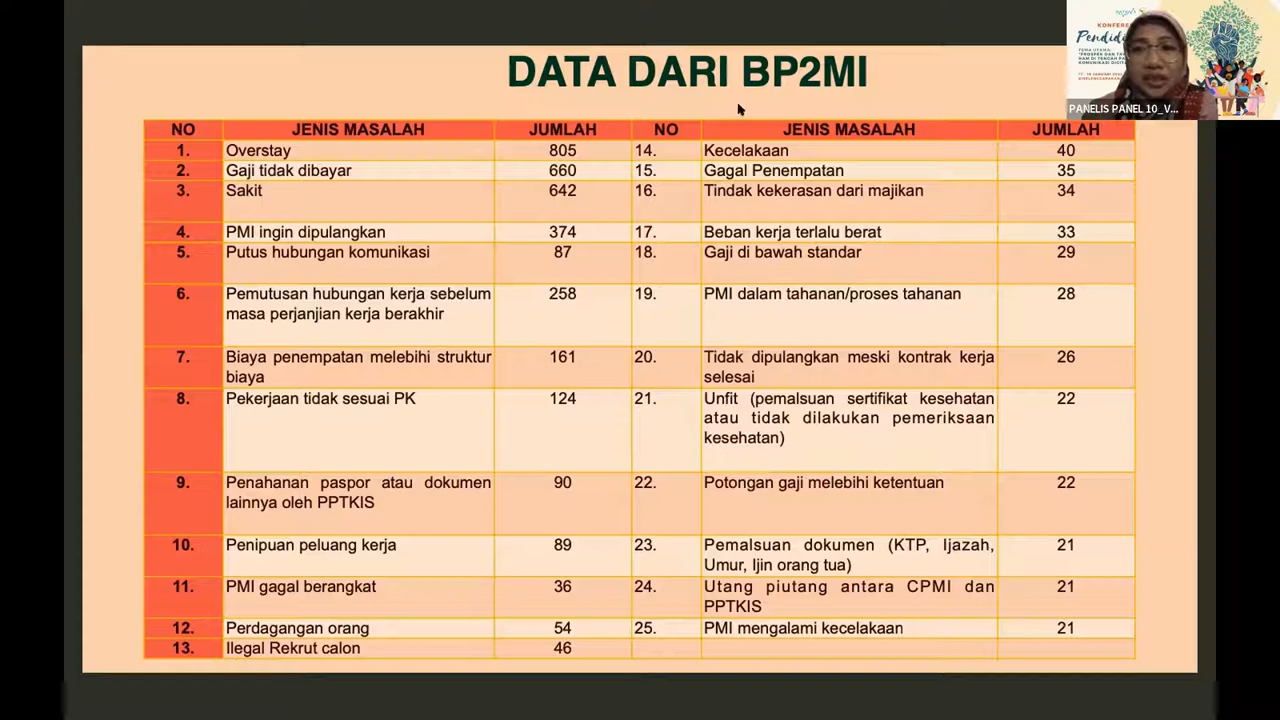 DATA DARI BP2MI
NO JENIS MASALAH JUMLAH NO JENIS MASALAH JUMLAH
1. Overstay 805 14. Kecelakaan 40
2. Gaji tidak dibayar 660 15. Gagal Penempatan 35
3. Sakit 642 16. Tindak kekerasan dari majikan 34
4. PMI ingin dipulangkan 374 17. Beban kerja terlalu berat 33
5. Putus hubungan komunikasi 87 18. Gaji di bawah standar 29
6. Pemutusan hubungan kerja sebelum 258 19. PMI dalam tahanan/proses tahanan 28
masa perjanjian kerja berakhir
7. Biaya penempatan melebihi struktur 161 20. Tidak dipulangkan meski kontrak kerja 26
biaya selesai
8. Pekerjaan tidak sesuai PK 124 21. Unfit (pemalsuan sertifikat kesehatan 22
atau tidak dilakukan pemeriksaan
kesehatan)
9. Penahanan paspor atau dokumen 90 22. Potongan gaji melebihi ketentuan 22
lainnya oleh PPTKIS
10. Penipuan peluang kerja 89 23. Pemalsuan dokumen (KTP, Ijazah, 21
Umur, Ijin orang tua)
11. PMI gagal berangkat 36 24. Utang piutang antara CPMI dan 21
PPTKIS
12. Perdagangan orang 54 25. PMI mengalami kecelakaan 21
13. Ilegal Rekrut calon 46
PANELIS PANEL 10_V...